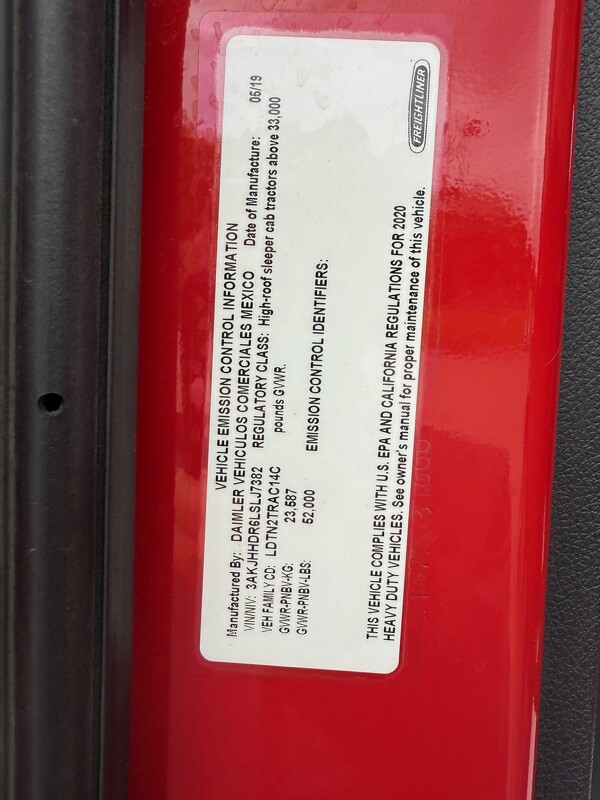 VEHICLE EMISSION CONTROL INFORMATION
Manufactured By: DAIMLER VEHICULOS COMERCIALES MEXICO Date of Manufacture: 05/19
VIN/NIV: 3AKJHHDR6LSLJ7382 REGULATORY CLASS: High-roof sleeper cab tractors above 33,000
VEH FAMILY CD: LDTN2TRAC14C pounds GVWR.
GVWR-PNBV-KG: 23,587
GVWR-PNBV-LBS: 52,000 EMISSION CONTROL IDENTIFIERS:
THIS VEHICLE COMPLIES WITH U.S. EPA AND CALIFORNIA REGULATIONS FOR 2020
HEAVY DUTY VEHICLES. See owner's manual for proper maintenance of this vehicle.
FREIGHTLINER